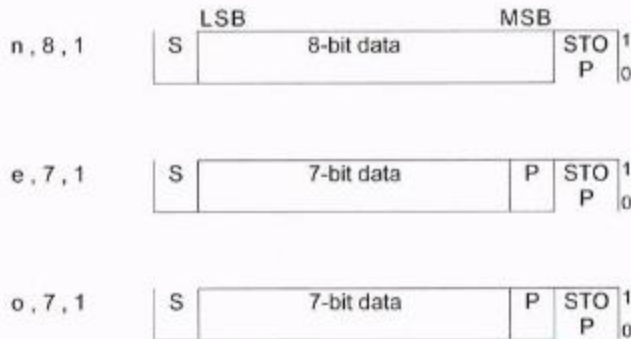 LSB MSB
n , 8 , 1 S 8-bit data STO 1
P 0
e , 7 , 1 S 7-bit data P STO 1
P 0
o , 7 , 1 S 7-bit data P STO 1
P 0